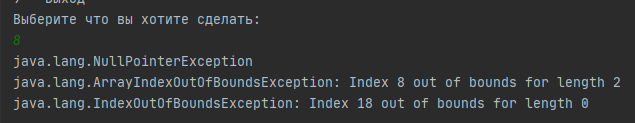 Выберите что вы хотите сделать:
8
java.lang.NullPointerException
java.lang.ArrayIndexOutOfBoundsException: Index 8 out of bounds for length 2
java.lang.IndexOutOfBoundsException: Index 18 out of bounds for length 0